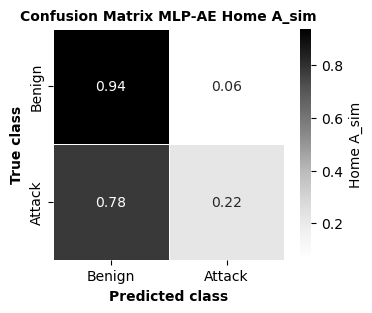 Confusion Matrix MLP-AE Home A_sim
True class
Benign
0.94
0.06
Attack
0.78
0.22
Benign
Attack
Predicted class
0.8
0.6
0.4
0.2
Home A_sim